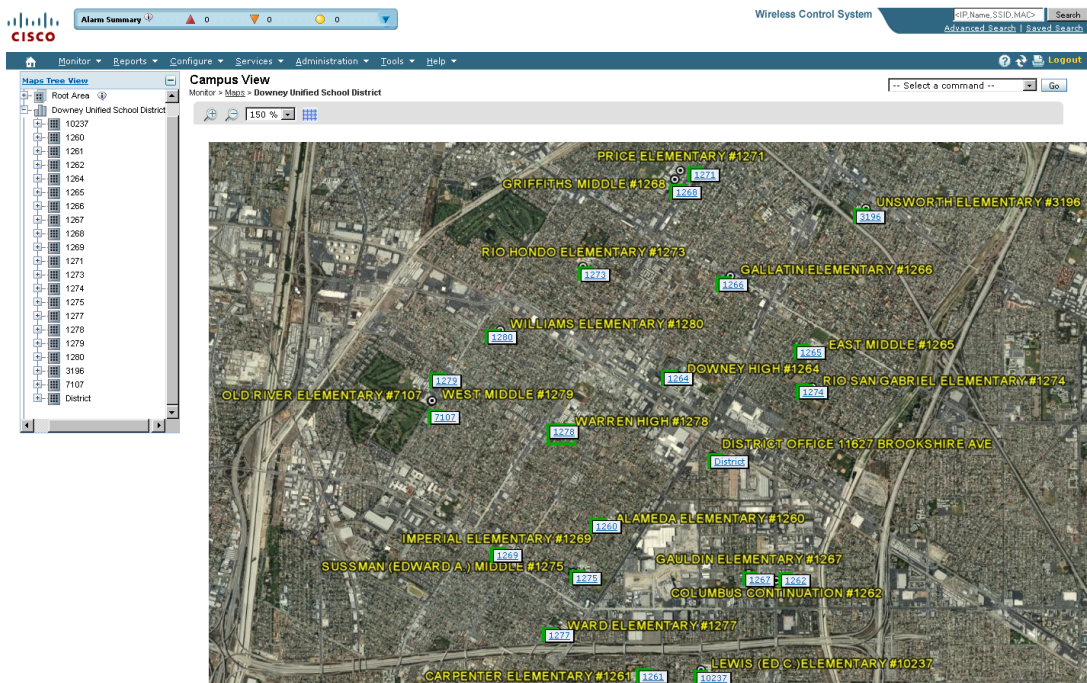 Alarm Summary 0 0 0
Wireless Control System
<IP,Name,SSID,MAC> Search
Advanced Search | Saved Search
CISCO
Monitor Reports Configure Services Administration Tools Help Logout
Maps Tree View
Root Area
Downey Unified School District
10237
1260
1261
1262
1264
1265
1266
1267
1268
1269
1271
1273
1274
1275
1277
1278
1279
1280
3196
7107
District
Campus View
Monitor > Maps > Downey Unified School District
-- Select a command -- Go
150 %
PRICE ELEMENTARY #1271
1271
GRIFFITHS MIDDLE #1268
1268
UNSWORTH ELEMENTARY #3196
3196
RIO HONDO ELEMENTARY #1273
1273
GALLATIN ELEMENTARY #1266
1266
WILLIAMS ELEMENTARY #1280
1280
EAST MIDDLE #1265
1265
DOWNEY HIGH #1264
1264
RIO SAN GABRIEL ELEMENTARY #1274
1274
1279
OLD RIVER ELEMENTARY #7107
WEST MIDDLE #1279
7107
WARREN HIGH #1278
1278
DISTRICT OFFICE 11627 BROOKSHIRE AVE
District
ALAMEDA ELEMENTARY #1260
1260
IMPERIAL ELEMENTARY #1269
1269
SUSSMAN (EDWARD A.) MIDDLE #1275
1275
GAULDIN ELEMENTARY #1267
1267
1262
COLUMBUS CONTINUATION #1262
WARD ELEMENTARY #1277
1277
LEWIS (ED C.)ELEMENTARY #10237
CARPENTER ELEMENTARY #1261
1261
10237